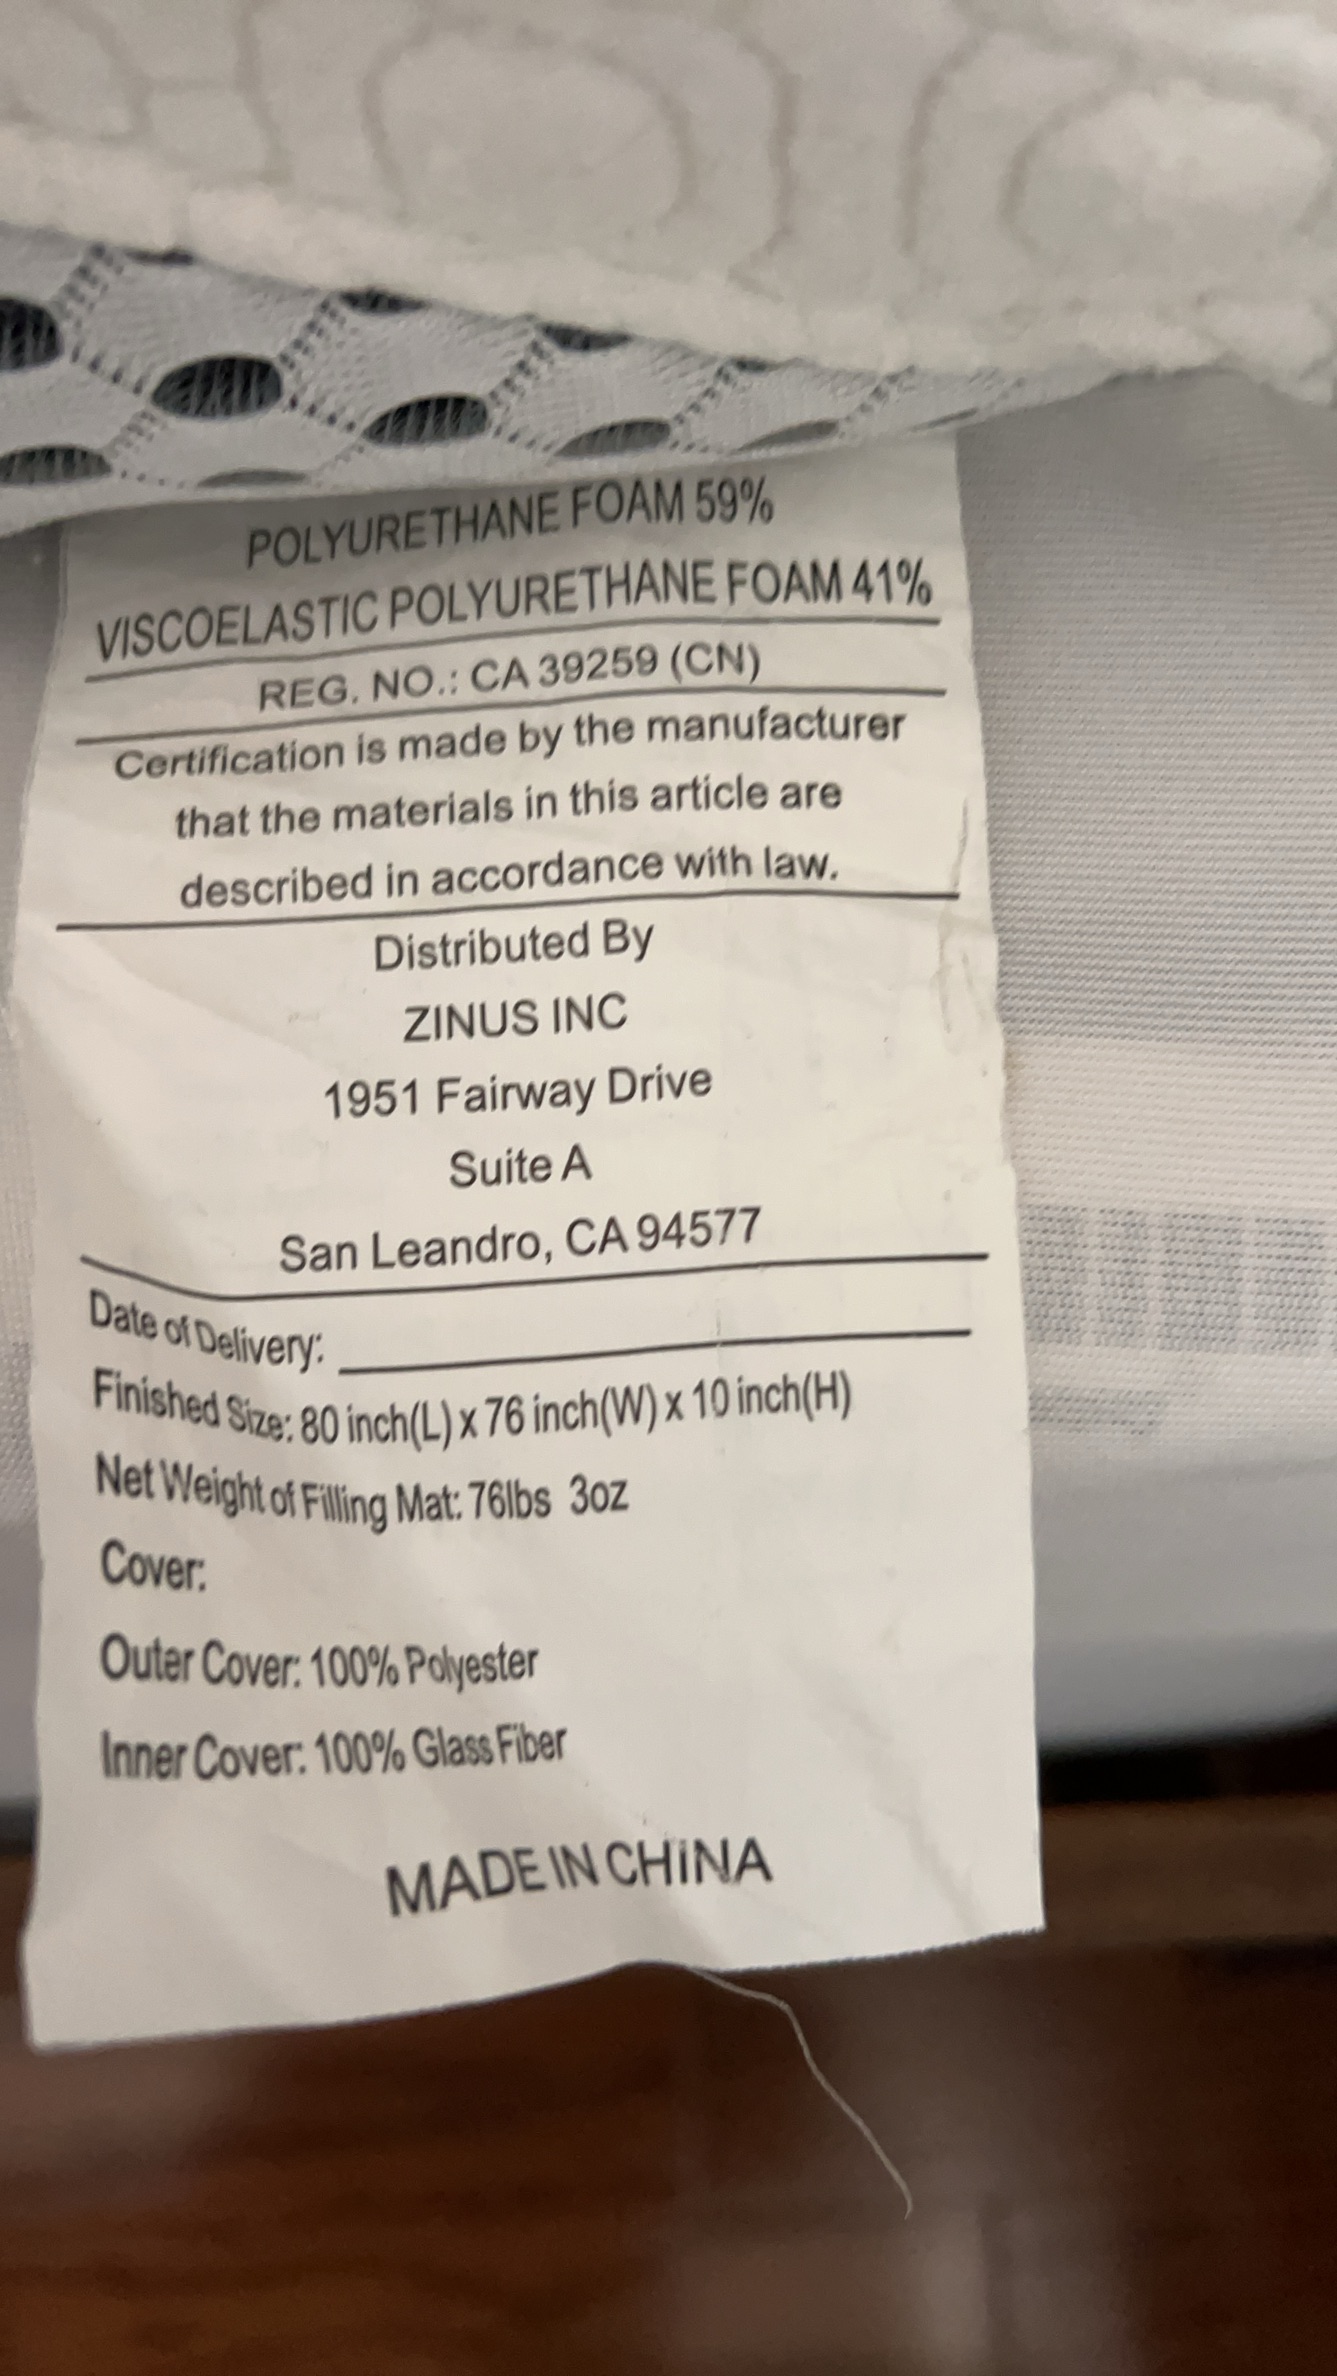 POLYURETHANE FOAM 59%
VISCOELASTIC POLYURETHANE FOAM 41%
REG. NO.: CA 39259 (CN)
Certification is made by the manufacturer
that the materials in this article are
described in accordance with law.
Distributed By
ZINUS INC
1951 Fairway Drive
Suite A
San Leandro, CA 94577
Date of Delivery:
Finished Size: 80 inch(L) x 76 inch(W) x 10 inch(H)
Net Weight of Filling Mat: 76lbs 3oz
Cover:
Outer Cover: 100% Polyester
Inner Cover: 100% Glass Fiber
MADE IN CHINA